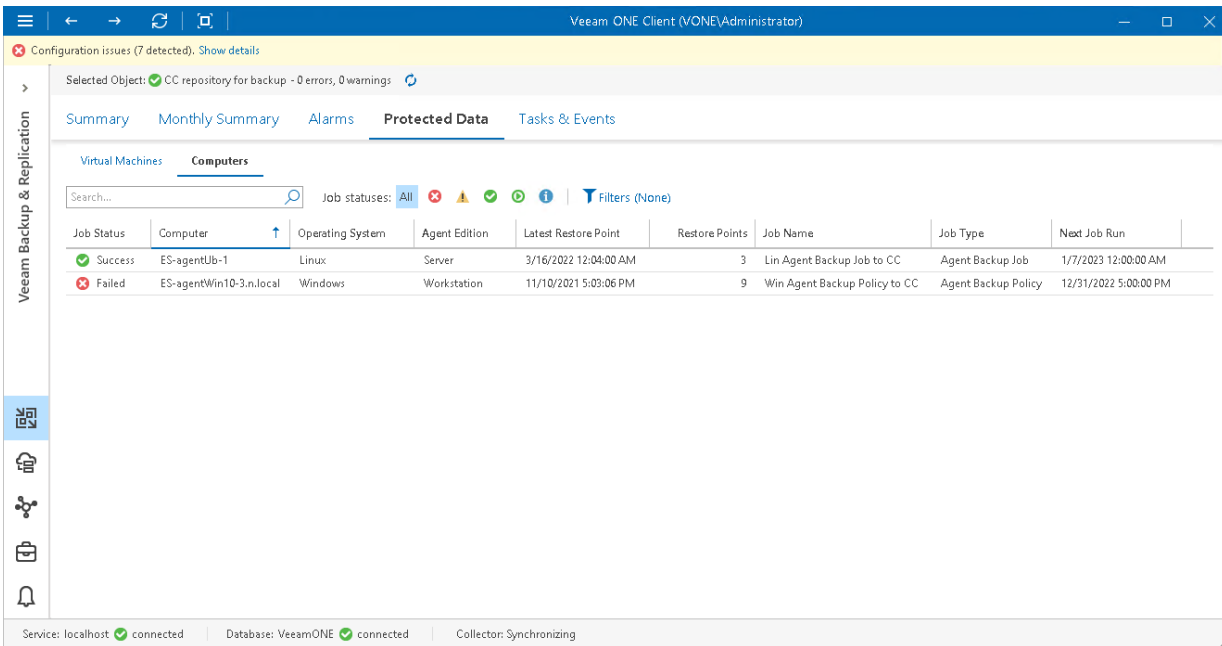 Veeam ONE Client (VONE\Administrator)
Configuration issues (7 detected). Show details
Selected Object: CC repository for backup - 0 errors, 0 warnings
Veeam Backup & Replication
Summary Monthly Summary Alarms Protected Data Tasks & Events
Virtual Machines Computers
Search... Job statuses: All Filters (None)
Job Status Computer Operating System Agent Edition Latest Restore Point Restore Points Job Name Job Type Next Job Run
Success ES-agentUb-1 Linux Server 3/16/2022 12:04:00 AM 3 Lin Agent Backup Job to CC Agent Backup Job 1/7/2023 12:00:00 AM
Failed ES-agentWin10-3.n.local Windows Workstation 11/10/2021 5:03:06 PM 9 Win Agent Backup Policy to CC Agent Backup Policy 12/31/2022 5:00:00 PM
Service: localhost connected Database: VeeamONE connected Collector: Synchronizing